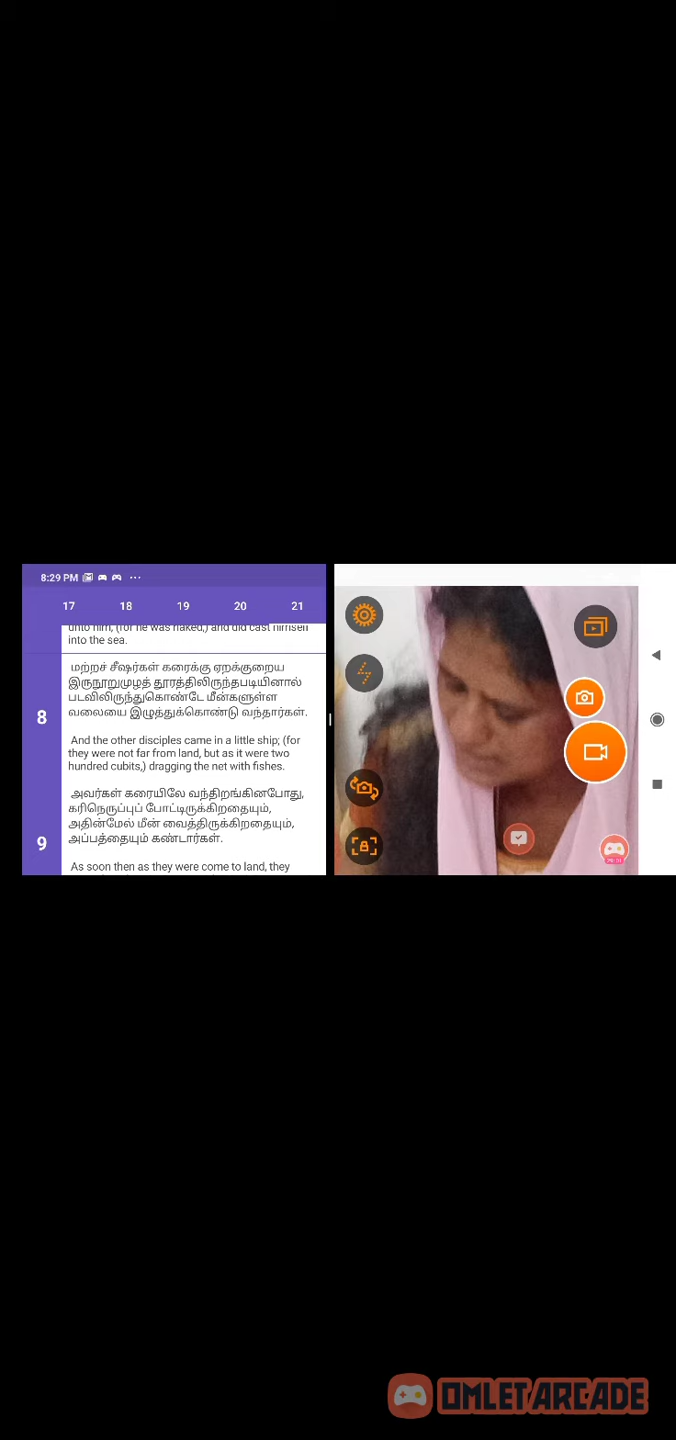 8:29 PM
17 18 19 20 21
unto him, (for he was naked,) and did cast himself
into the sea.
8
மற்றச் சீஷர்கள் கரைக்கு ஏறக்குறைய
இருநூறுமுழத் தூரத்திலிருந்தபடியினால்
படவிலிருந்துகொண்டே மீன்களுள்ள
வலையை இழுத்துக்கொண்டு வந்தார்கள்.
And the other disciples came in a little ship; (for
they were not far from land, but as it were two
hundred cubits,) dragging the net with fishes.
9
அவர்கள் கரையிலே வந்திறங்கினபோது,
கரிநெருப்புப் போட்டிருக்கிறதையும்,
அதின்மேல் மீன் வைத்திருக்கிறதையும்,
அப்பத்தையும் கண்டார்கள்.
As soon then as they were come to land, they
OMLET ARCADE